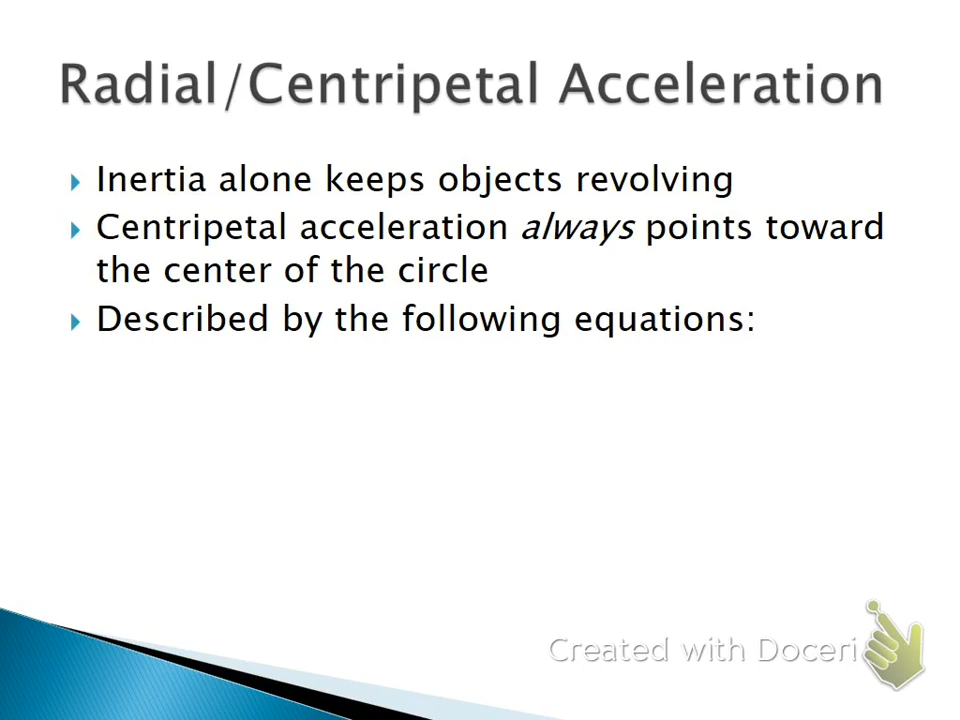 Radial/Centripetal Acceleration
Inertia alone keeps objects revolving
Centripetal acceleration always points toward
the center of the circle
Described by the following equations:
Created with Doceri